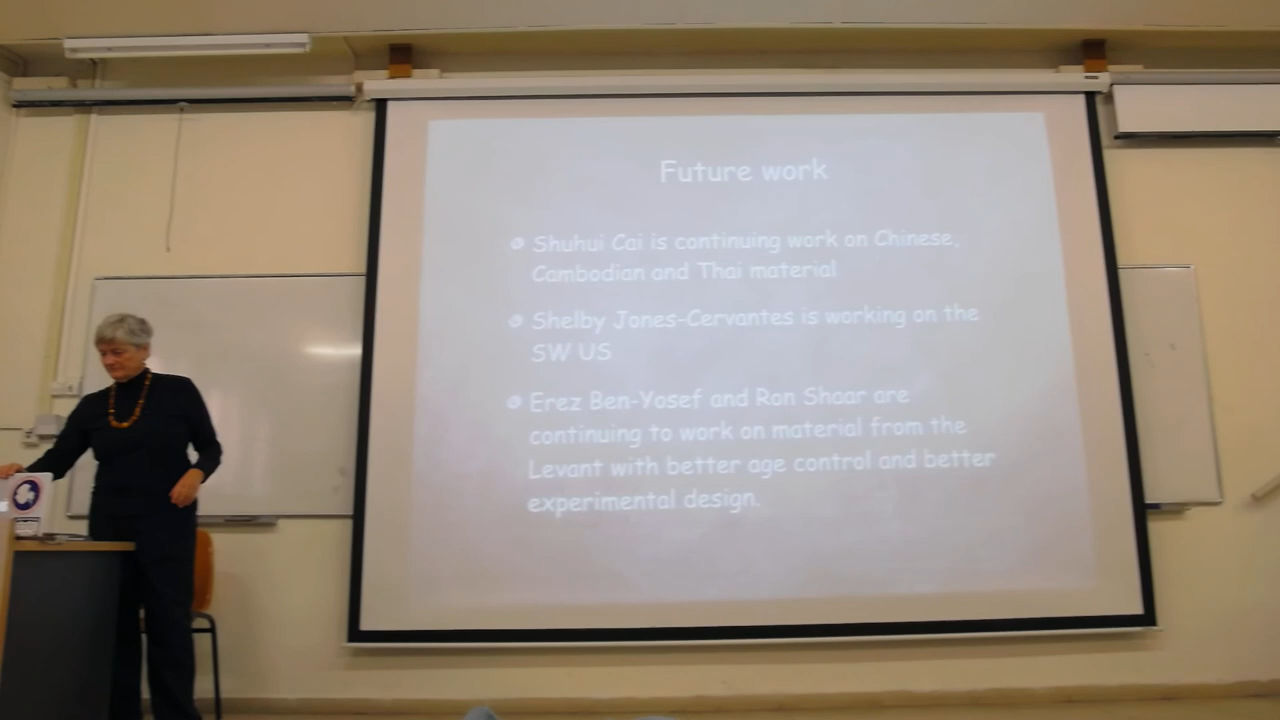 Future work
Shuhui Cai is continuing work on Chinese,
Cambodian and Thai material
Shelby Jones-Cervantes is working on the
SW US
Erez Ben-Yosef and Ron Shaar are
continuing to work on material from the
Levant with better age control and better
experimental design.